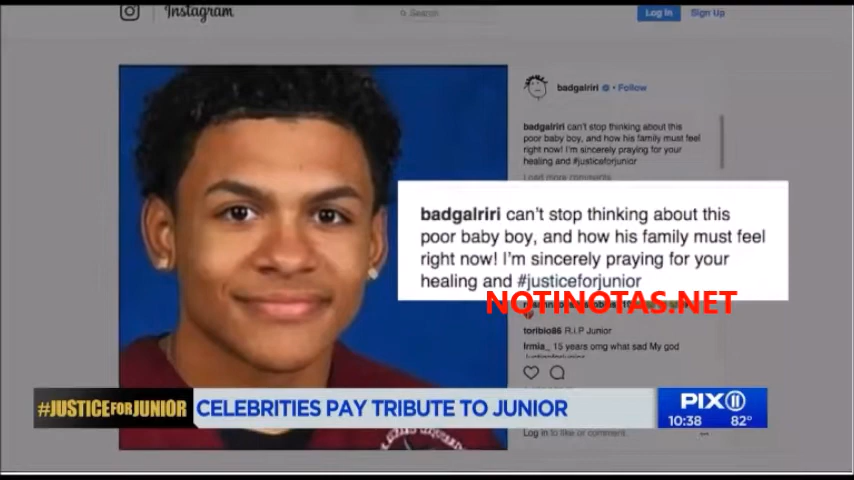 Instagram
Search
Log In Sign Up
badgalriri • Follow
badgalriri can't stop thinking about this
poor baby boy, and how his family must feel
right now! I'm sincerely praying for your
healing and #justiceforjunior
Load more comments
badgalriri can't stop thinking about this
poor baby boy, and how his family must feel
right now! I'm sincerely praying for your
healing and #justiceforjunior
NOTINOTAS.NET
toribio86 R.I.P Junior
Irmia_ 15 years omg what sad My god
#JUSTICEFORJUNIOR
CELEBRITIES PAY TRIBUTE TO JUNIOR
PIX 11
10:38 82°
Log in to like or comment.